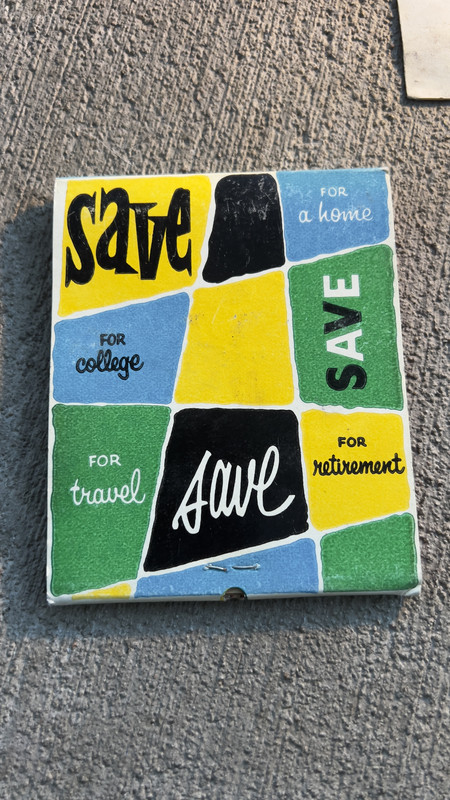 save
FOR
a home
SAVE
FOR
college
FOR
travel
save
FOR
retirement